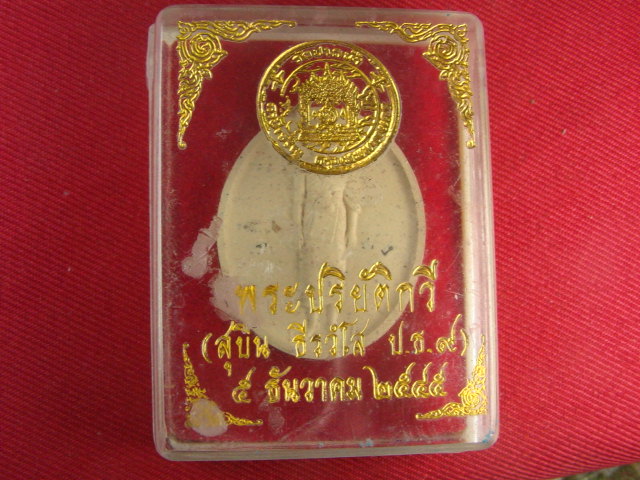 พระปริยัติกวี
(สุบิน ธีรวํโส ป.ธ.๙)
๕ ธันวาคม ๒๕๔๕